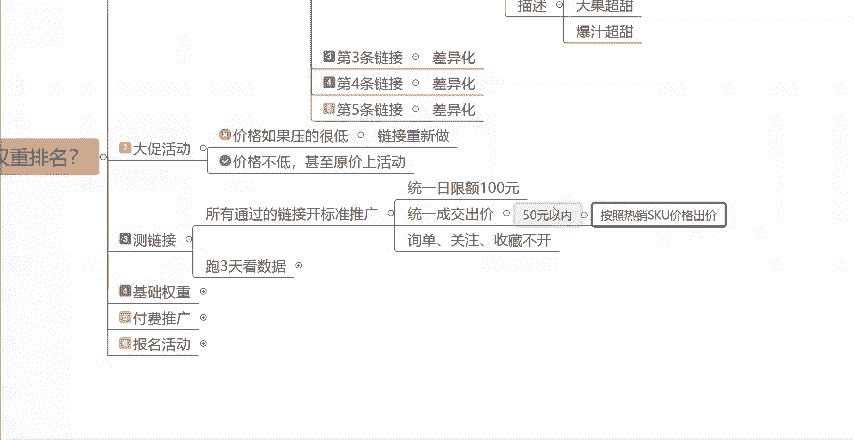 描述
大果超甜
爆汁超甜
第3条链接 差异化
第4条链接 差异化
第5条链接 差异化
权重排名？
大促活动
价格如果压的很低 链接重新做
价格不低，甚至原价上活动
测链接
所有通过的链接开标准推广
统一日限额100元
统一成交出价 50元以内 按照热销SKU价格出价
询单、关注、收藏不开
跑3天看数据
基础权重
付费推广
报名活动